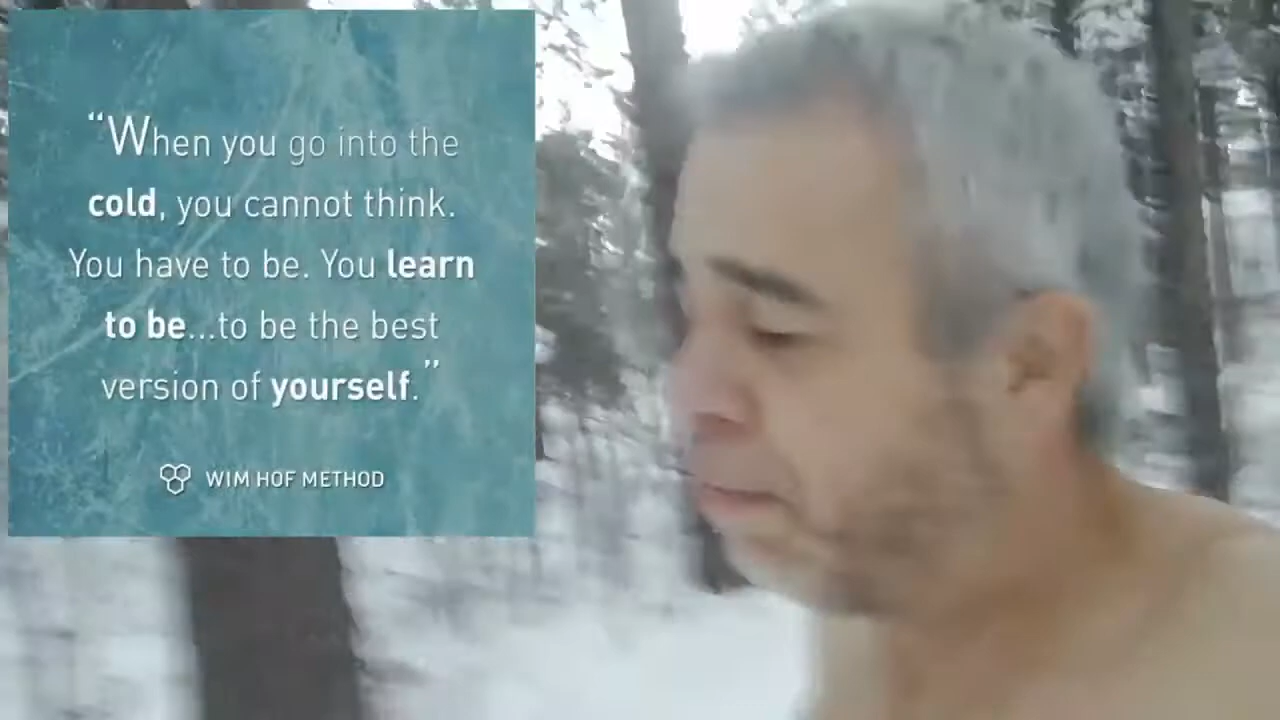 “When you go into the
cold, you cannot think.
You have to be. You learn
to be...to be the best
version of yourself.”
WIM HOF METHOD